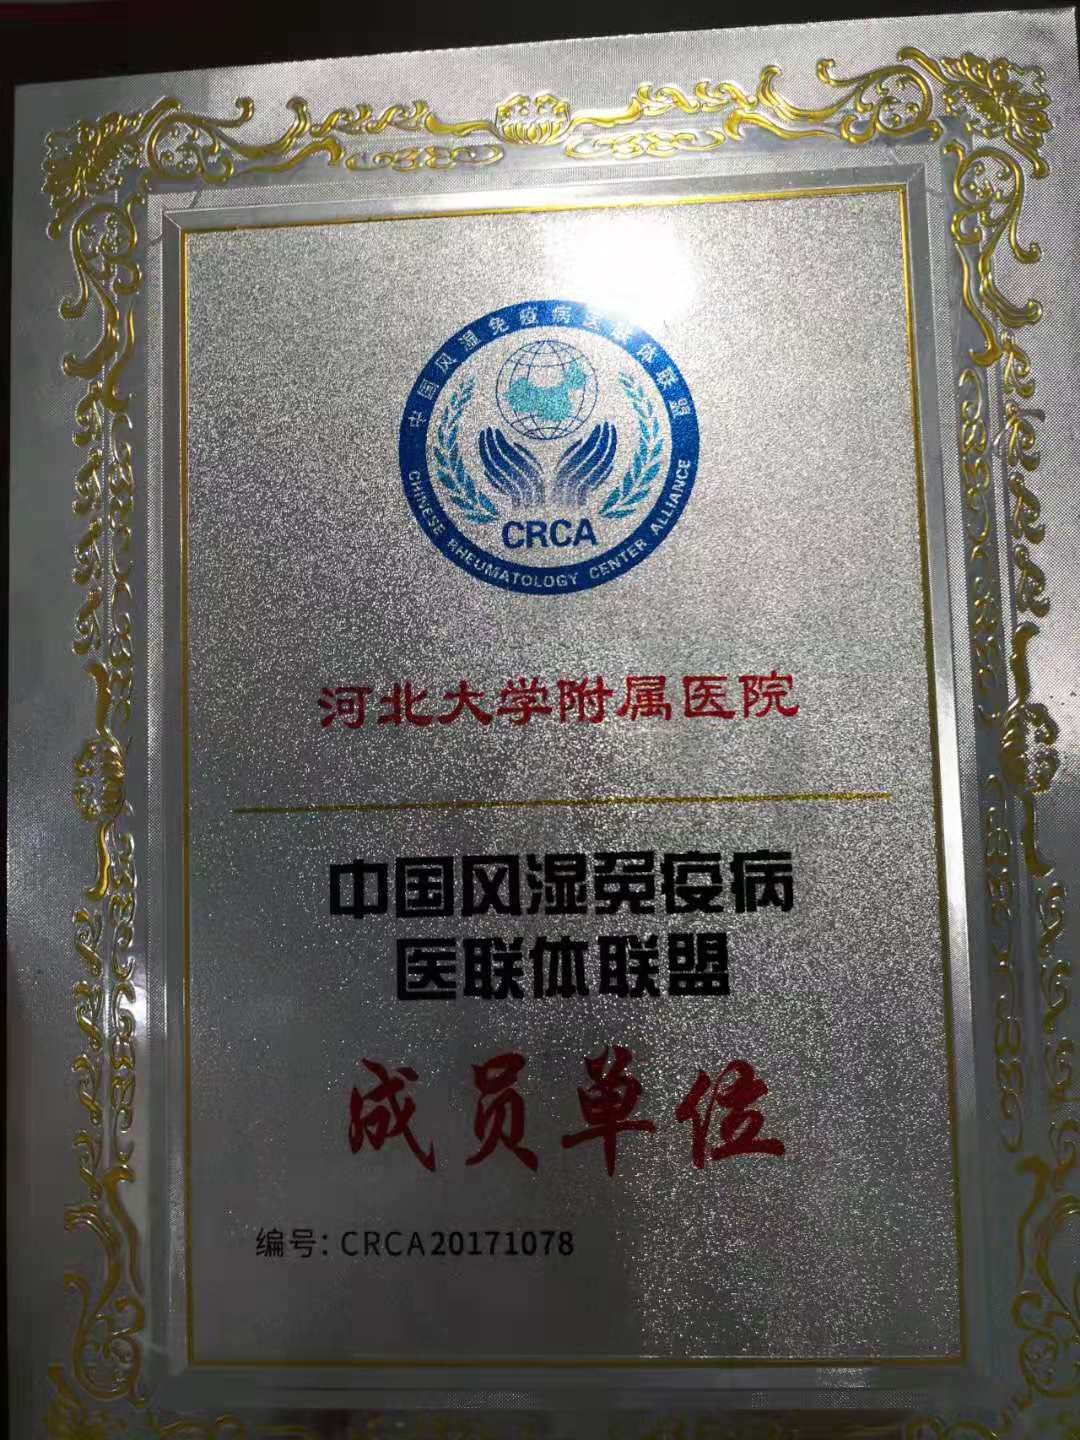 中国风湿免疫病医联体联盟
CRCA
CHINESE RHEUMATOLOGY CENTER ALLIANCE
河北大学附属医院
中国风湿免疫病
医联体联盟
成员单位
编号: CRCA20171078